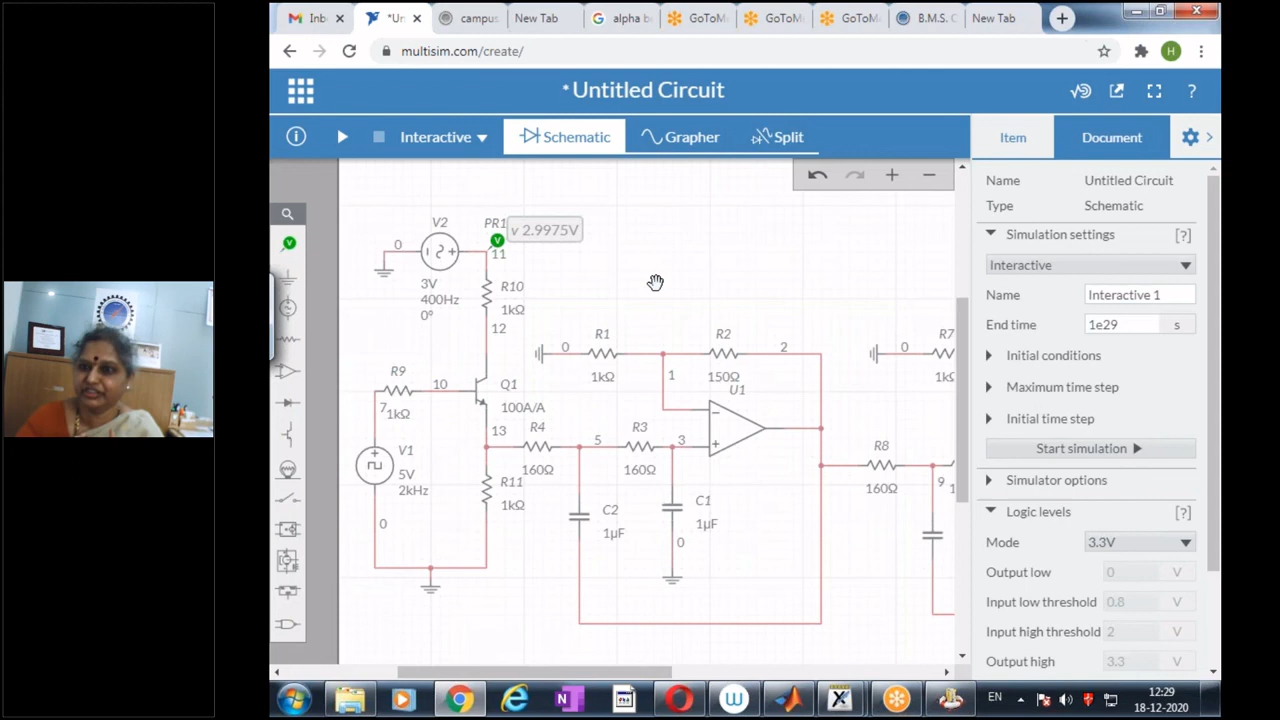 Inb
*Un
campus
New Tab
alpha b
GoToM
GoToM
GoToM
B.M.S. C
New Tab
multisim.com/create/
H
* Untitled Circuit
?
Interactive
Schematic
Grapher
Split
Item
Document
Name Untitled Circuit
Type Schematic
Simulation settings [?]
Interactive
Name Interactive 1
End time 1e29 s
Initial conditions
Maximum time step
Initial time step
Start simulation
Simulator options
Logic levels [?]
Mode 3.3V
Output low 0 V
Input low threshold 0.8 V
Input high threshold 2 V
Output high 3.3 V
V2
0
3V
400Hz
0°
PR1
V
v 2.9975V
11
R10
1kΩ
12
R9
10
7
1kΩ
Q1
100A/A
13
V1
5V
2kHz
0
R11
1kΩ
R4
160Ω
5
R3
160Ω
3
C2
1µF
C1
1µF
0
0
R1
1kΩ
1
R2
150Ω
2
U1
0
R7
1kΩ
R8
160Ω
9
1
V
EN
12:29
18-12-2020